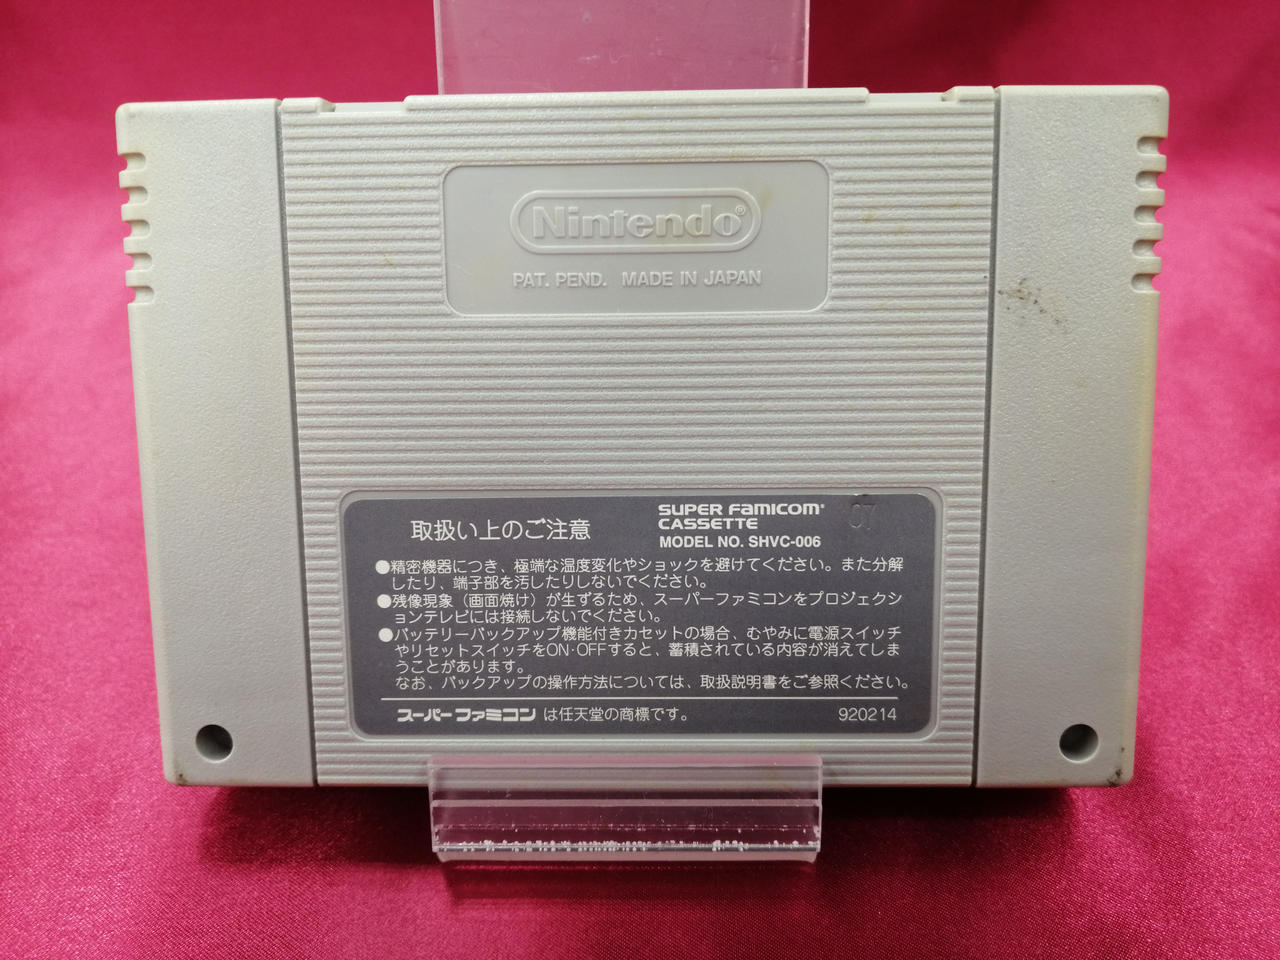 Nintendo®
PAT. PEND. MADE IN JAPAN
取扱い上のご注意
SUPER FAMICOM®
CASSETTE
MODEL NO. SHVC-006
07
●精密機器につき、極端な温度変化やショックを避けてください。また分解
したり、端子部を汚したりしないでください。
●残像現象（画面焼け）が生ずるため、スーパーファミコンをプロジェクシ
ョンテレビには接続しないでください。
●バッテリーバックアップ機能付きカセットの場合、むやみに電源スイッチ
やリセットスイッチをON·OFFすると、蓄積されている内容が消えてしま
うことがあります。
なお、バックアップの操作方法については、取扱説明書をご参照ください。
スーパーファミコン は任天堂の商標です。
920214